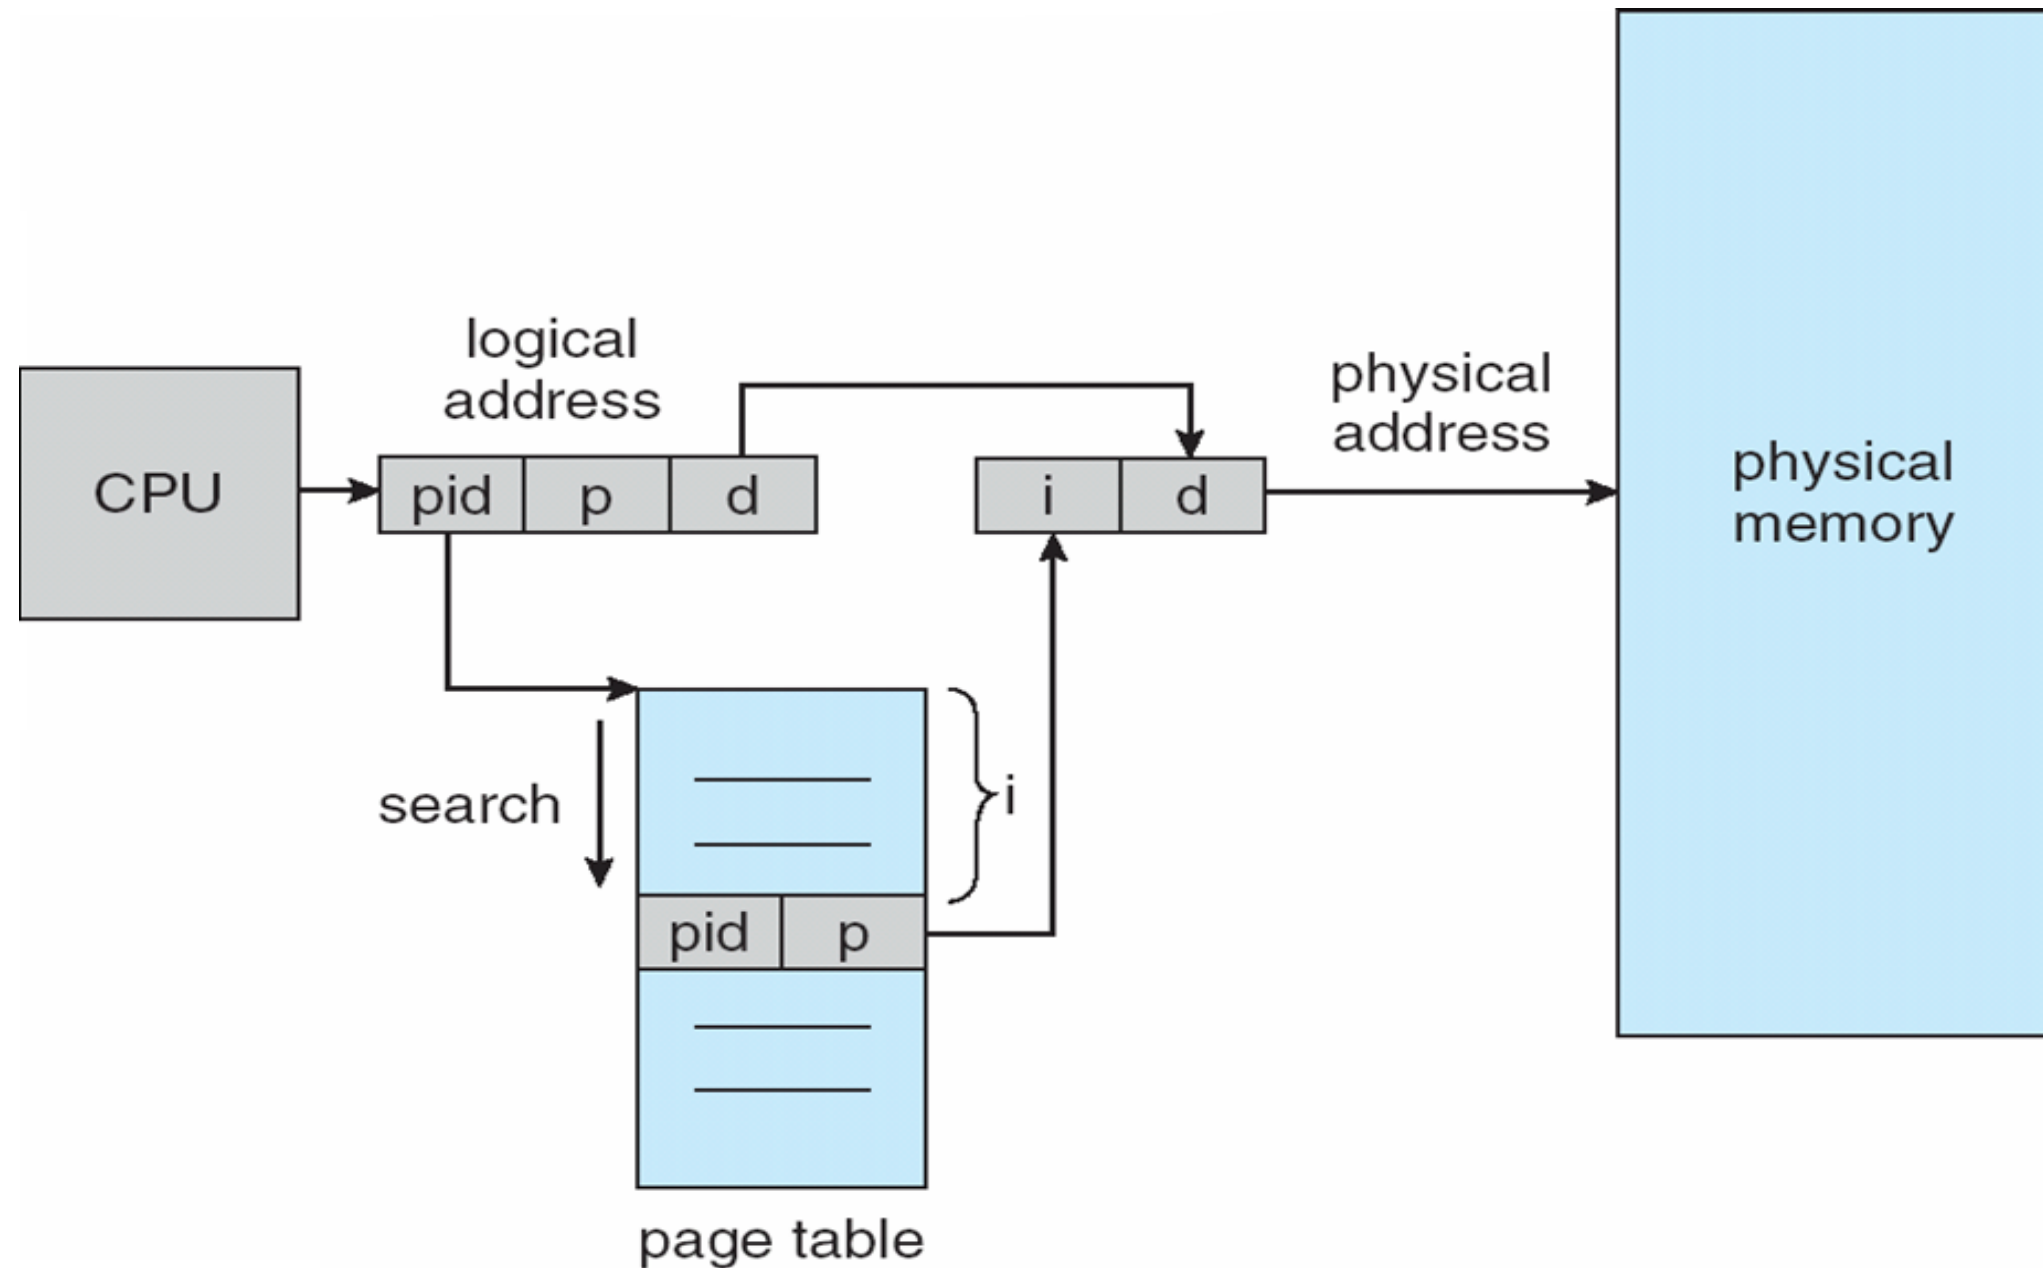 logical
address
physical
address
CPU
pid p d
i d
physical
memory
search
i
pid p
page table